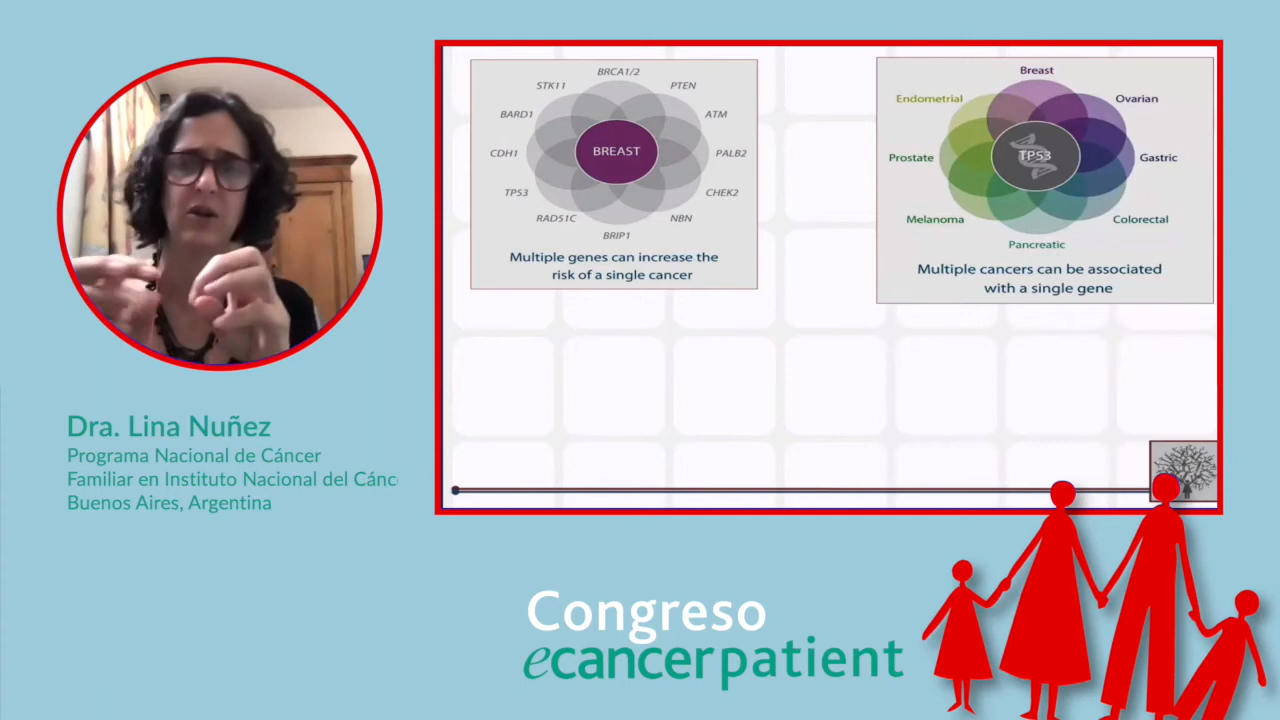 Dra. Lina Nuñez
Programa Nacional de Cáncer
Familiar en Instituto Nacional del Cánc
Buenos Aires, Argentina
BRCA1/2
STK11
PTEN
BARD1
ATM
CDH1
BREAST
PALB2
TP53
CHEK2
RAD51C
NBN
BRIP1
Multiple genes can increase the
risk of a single cancer
Breast
Endometrial
Ovarian
Prostate
TP53
Gastric
Melanoma
Colorectal
Pancreatic
Multiple cancers can be associated
with a single gene
Congreso
ecancerpatient